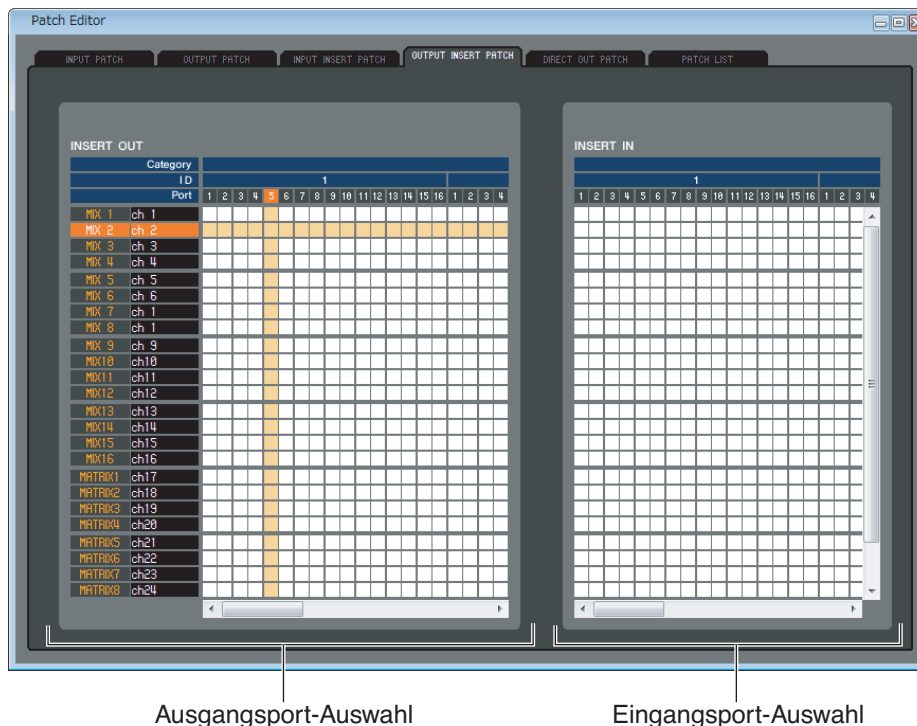 Patch Editor
INPUT PATCH OUTPUT PATCH INPUT INSERT PATCH OUTPUT INSERT PATCH DIRECT OUT PATCH PATCH LIST
INSERT OUT INSERT IN
Category
ID 1 1
Port 1 2 3 4 5 6 7 8 9 10 11 12 13 14 15 16 1 2 3 4 1 2 3 4 5 6 7 8 9 10 11 12 13 14 15 16 1 2 3 4
MIX 1 ch 1
MIX 2 ch 2
MIX 3 ch 3
MIX 4 ch 4
MIX 5 ch 5
MIX 6 ch 6
MIX 7 ch 1
MIX 8 ch 1
MIX 9 ch 9
MIX10 ch10
MIX11 ch11
MIX12 ch12
MIX13 ch13
MIX14 ch14
MIX15 ch15
MIX16 ch16
MATRIX1 ch17
MATRIX2 ch18
MATRIX3 ch19
MATRIX4 ch20
MATRIX5 ch21
MATRIX6 ch22
MATRIX7 ch23
MATRIX8 ch24
Ausgangsport-Auswahl Eingangsport-Auswahl